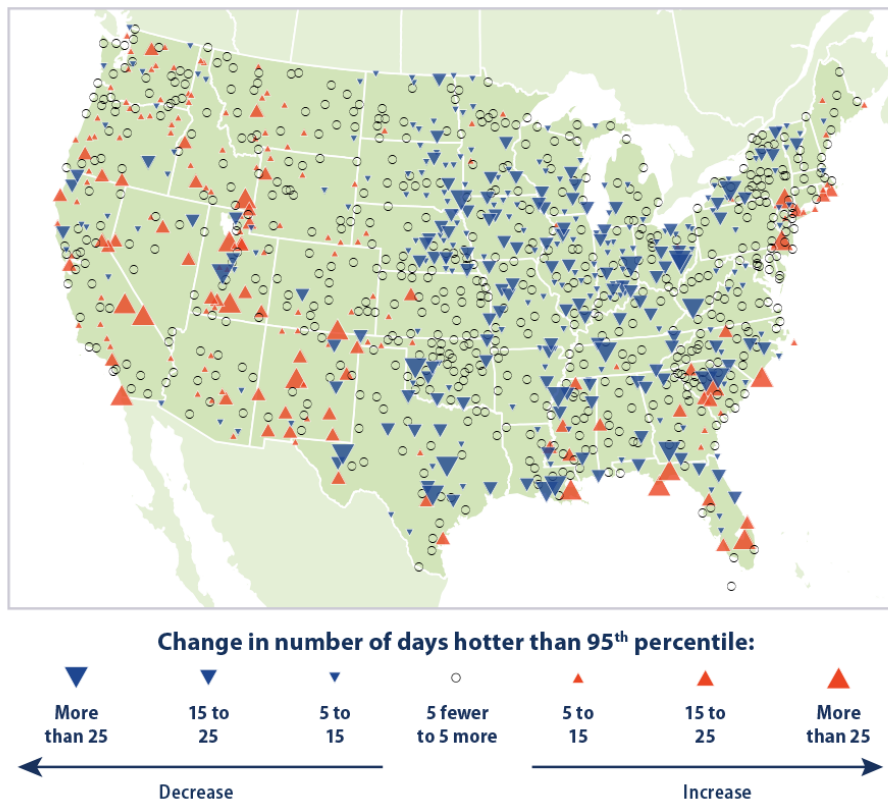 Change in number of days hotter than 95th percentile:
More than 25
15 to 25
5 to 15
5 fewer to 5 more
5 to 15
15 to 25
More than 25
Decrease
Increase